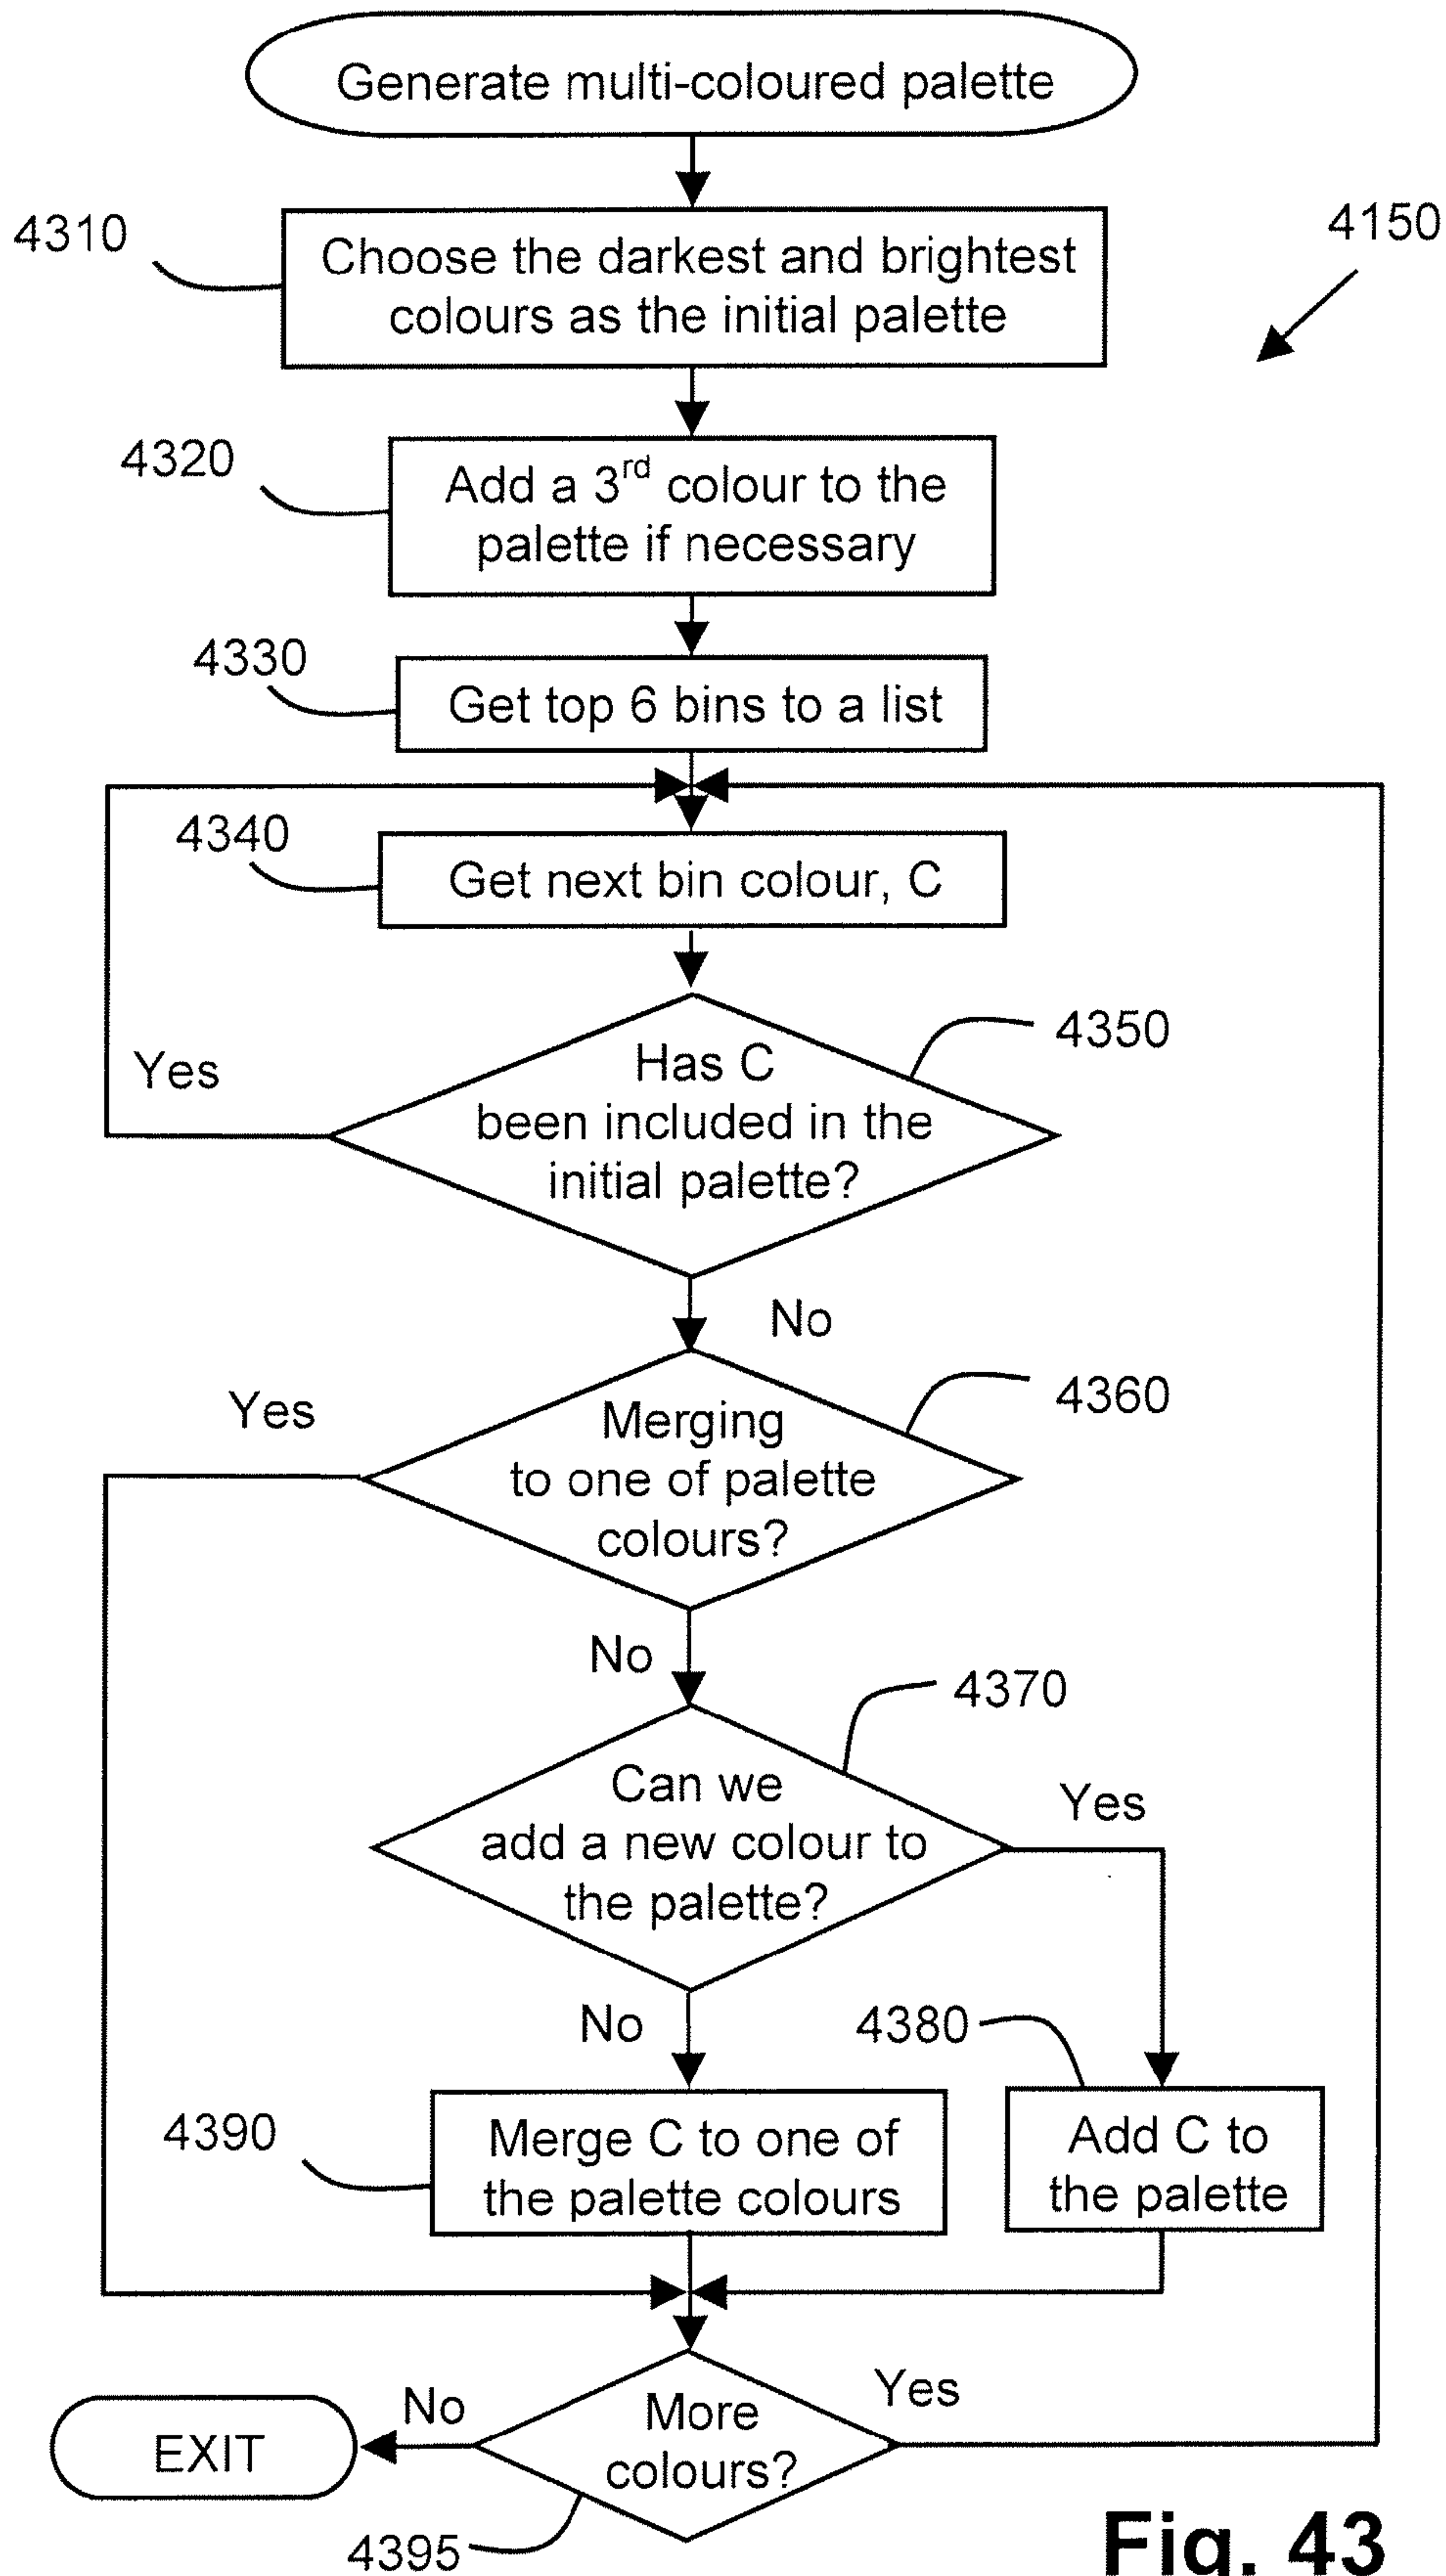 Generate multi-coloured palette
4310
4150
Choose the darkest and brightest
colours as the initial palette
4320
Add a 3rd colour to the
palette if necessary
4330
Get top 6 bins to a list
4340
Get next bin colour, C
4350
Yes
Has C
been included in the
initial palette?
No
4360
Yes
Merging
to one of palette
colours?
No
4370
Can we
add a new colour to
the palette?
Yes
No
4380
4390
Merge C to one of
the palette colours
Add C to
the palette
No
Yes
More
colours?
EXIT
4395
Fig. 43